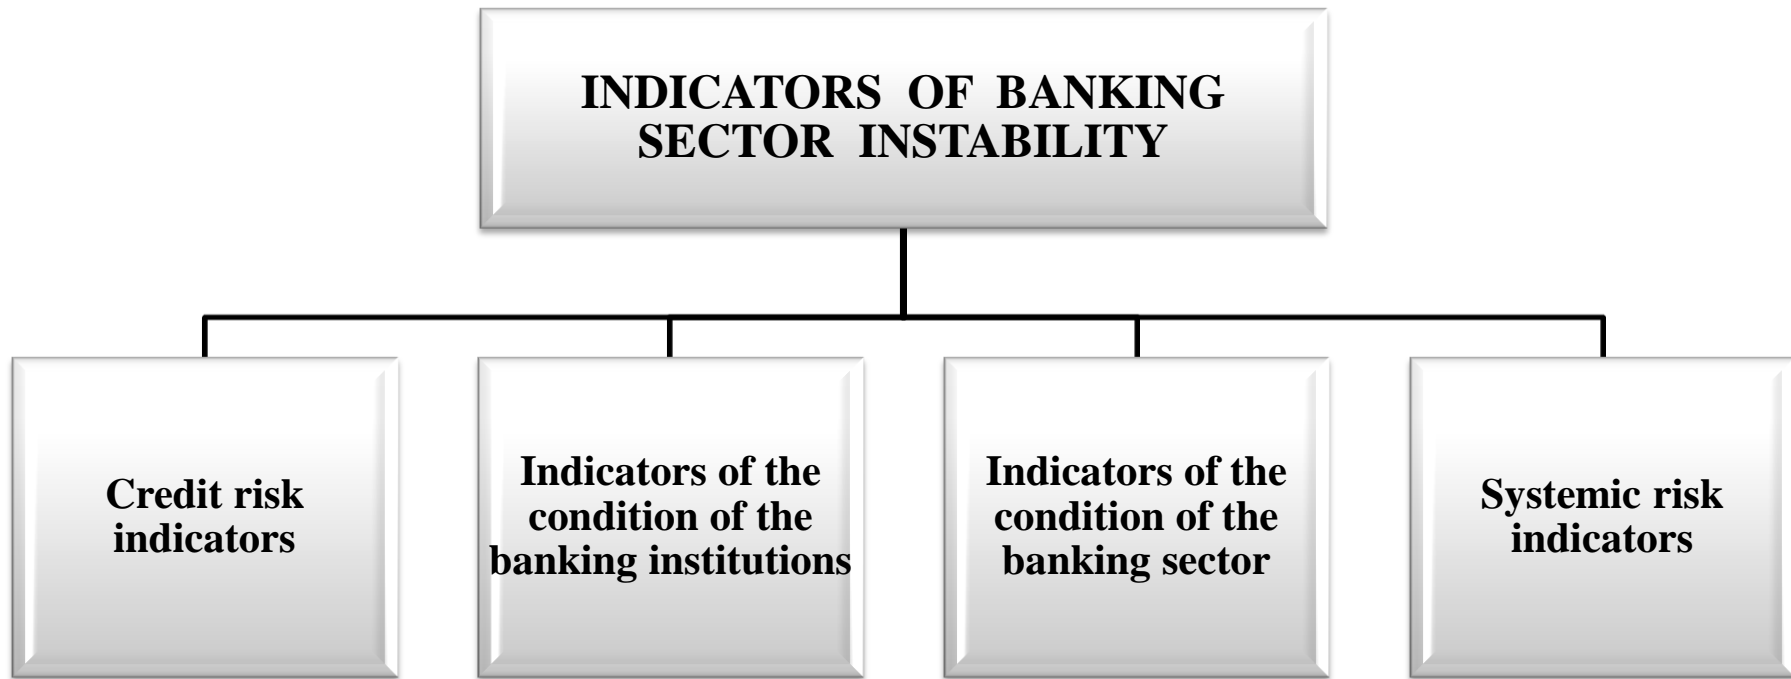 INDICATORS OF BANKING
SECTOR INSTABILITY
Credit risk
indicators
Indicators of the
condition of the
banking institutions
Indicators of the
condition of the
banking sector
Systemic risk
indicators